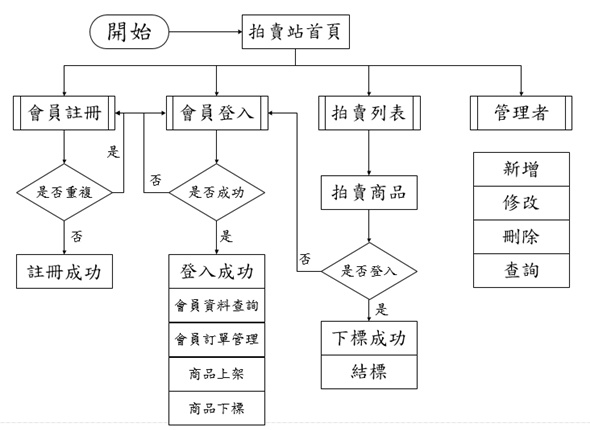 開始
拍賣站首頁
會員註冊
會員登入
拍賣列表
管理者
是
否
是否重複
是否成功
拍賣商品
新增
修改
刪除
查詢
否
是
註冊成功
登入成功
會員資料查詢
會員訂單管理
商品上架
商品下標
否
是否登入
是
下標成功
結標